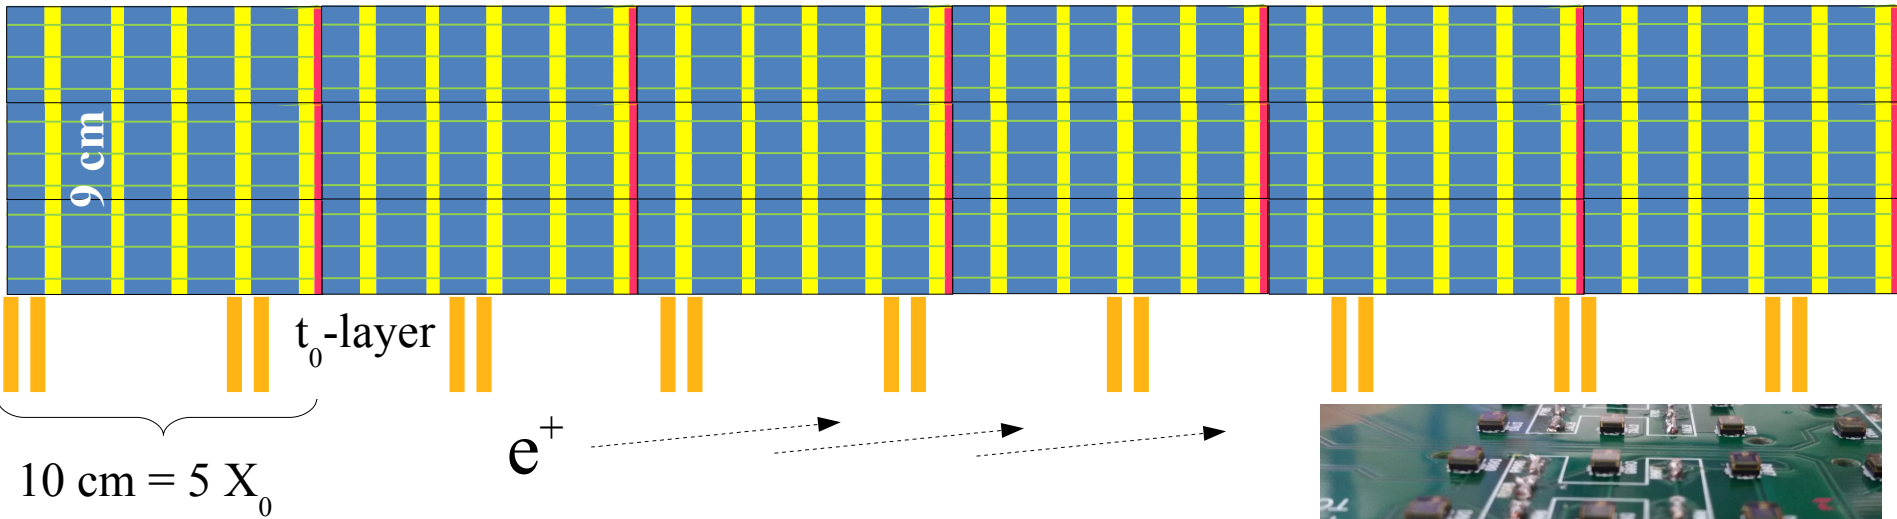 9 cm
t₀-layer
e⁺
10 cm = 5 X₀